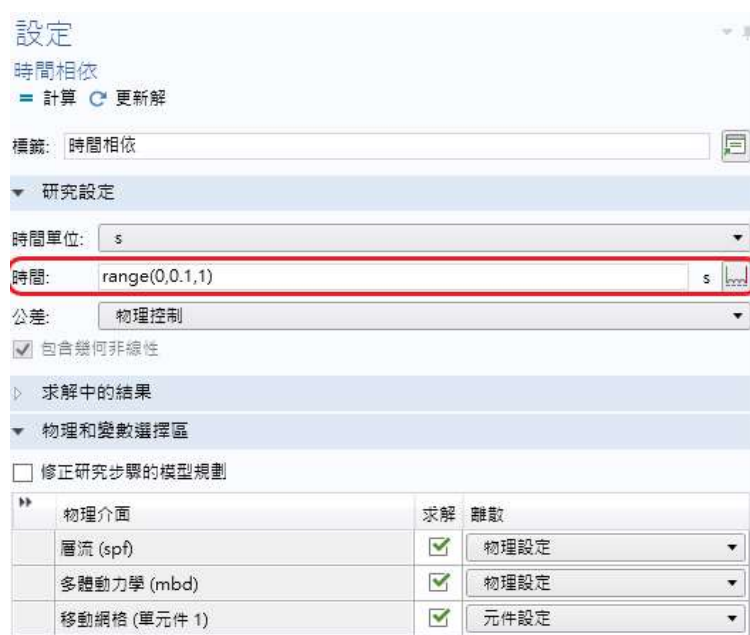 設定
時間相依
= 計算 更新解
標籤: 時間相依
研究設定
時間單位: s
時間: range(0,0.1,1) s
公差: 物理控制
包含幾何非線性
求解中的結果
物理和變數選擇區
修正研究步驟的模型規劃
物理介面 求解 離散
層流 (spf) 物理設定
多體動力學 (mbd) 物理設定
移動網格 (單元件 1) 元件設定